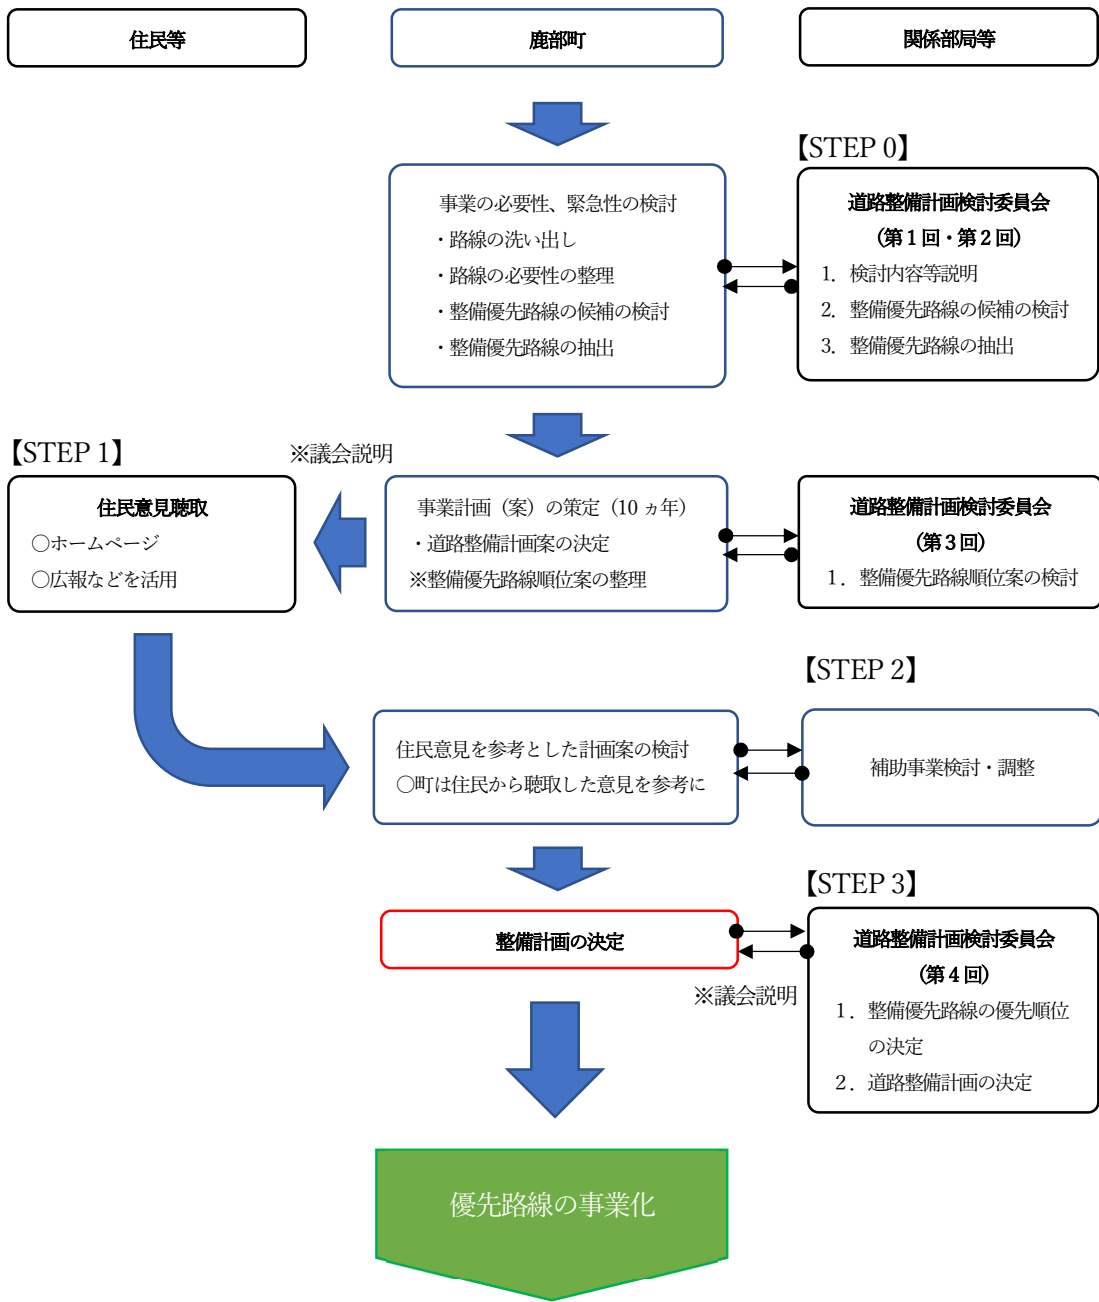 住民等
鹿部町
関係部局等
【STEP 0】
事業の必要性、緊急性の検討
・路線の洗い出し
・路線の必要性の整理
・整備優先路線の候補の検討
・整備優先路線の抽出
道路整備計画検討委員会
(第1回・第2回)
1. 検討内容等説明
2. 整備優先路線の候補の検討
3. 整備優先路線の抽出
【STEP 1】
※議会説明
住民意見聴取
○ホームページ
○広報などを活用
事業計画（案）の策定（10ヵ年）
・道路整備計画案の決定
※整備優先路線順位案の整理
道路整備計画検討委員会
(第3回)
1. 整備優先路線順位案の検討
【STEP 2】
住民意見を参考とした計画案の検討
○町は住民から聴取した意見を参考に
補助事業検討・調整
【STEP 3】
整備計画の決定
※議会説明
道路整備計画検討委員会
(第4回)
1. 整備優先路線の優先順位
の決定
2. 道路整備計画の決定
優先路線の事業化